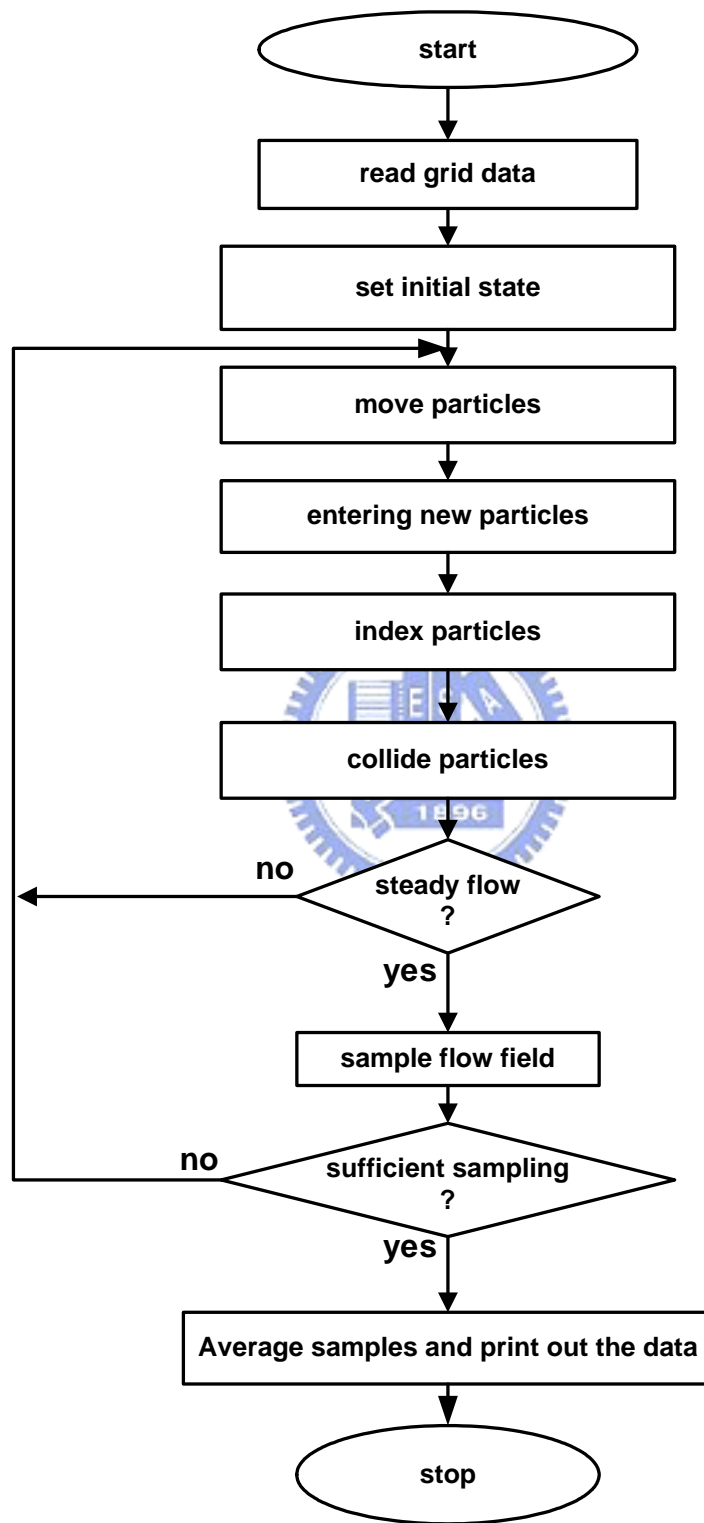 start
read grid data
set initial state
move particles
entering new particles
index particles
E S A
collide particles
1896
no
steady flow
?
yes
sample flow field
no
sufficient sampling
?
yes
Average samples and print out the data
stop